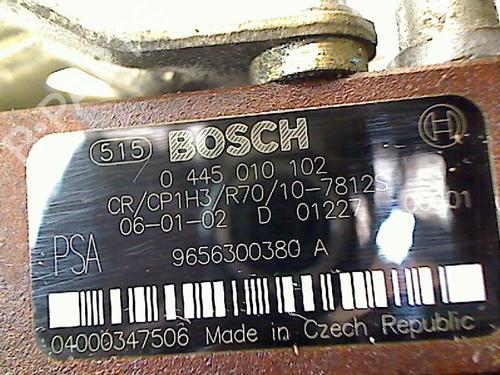 515 BOSCH
0 445 010 102
CR/CP1H3/R70/10-7812S
06-01-02 D 01227
PSA 9656300380 A
04000347506 Made in Czech Republic